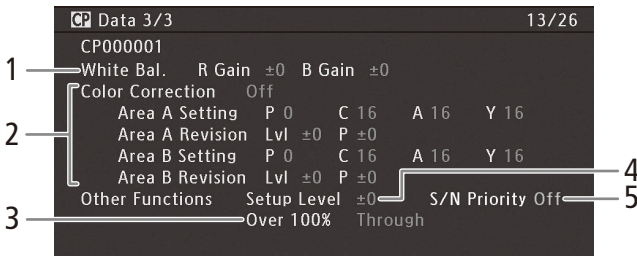 CP Data 3/3 13/26
CP000001
1 White Bal. R Gain ±0 B Gain ±0
Color Correction Off
Area A Setting P 0 C 16 A 16 Y 16
2 Area A Revision Lvl ±0 P ±0
Area B Setting P 0 C 16 A 16 Y 16
Area B Revision Lvl ±0 P ±0 4
Other Functions Setup Level ±0 S/N Priority Off 5
3 Over 100% Through